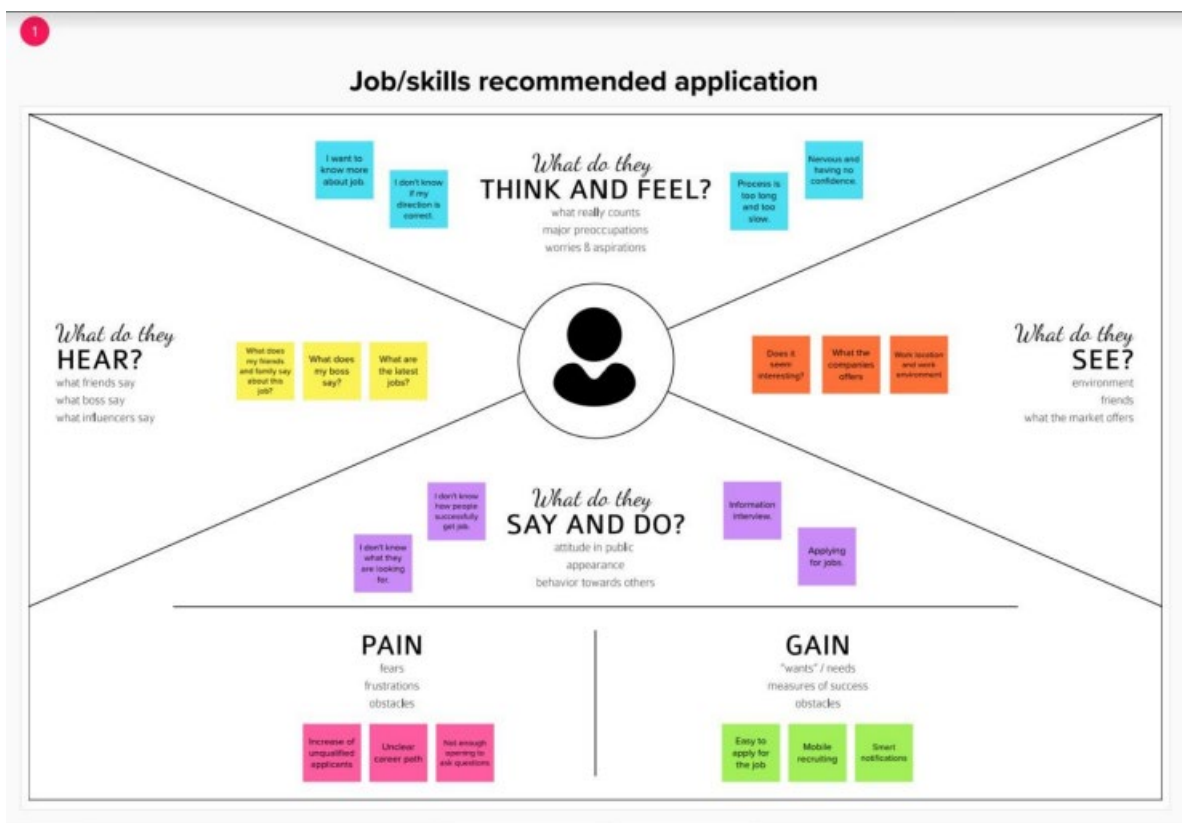 1
Job/skills recommended application
I want to
know more
about job.
I don't know
if my
direction is
correct.
What do they
THINK AND FEEL?
what really counts
major preoccupations
worries & aspirations
Process is
too long
and too
slow.
Nervous and
having no
confidence.
What do they
HEAR?
what friends say
what boss say
what influencers say
What does
my friends
and family say
about this
job?
What does
my boss
say?
What are
the latest
jobs?
Does it
seem
interesting?
What the
companies
offers
Work location
and work
environment
What do they
SEE?
environment
friends
what the market offers
I don't know
how people
successfully
get job.
I don't know
what they
are looking
for.
What do they
SAY AND DO?
attitude in public
appearance
behavior towards others
Information
interview.
Applying
for jobs.
PAIN
fears
frustrations
obstacles
Increase of
unqualified
applicants
Unclear
career path
Not enough
opening to
ask questions
GAIN
"wants" / needs
measures of success
obstacles
Easy to
apply for
the job
Mobile
recruiting
Smart
notifications